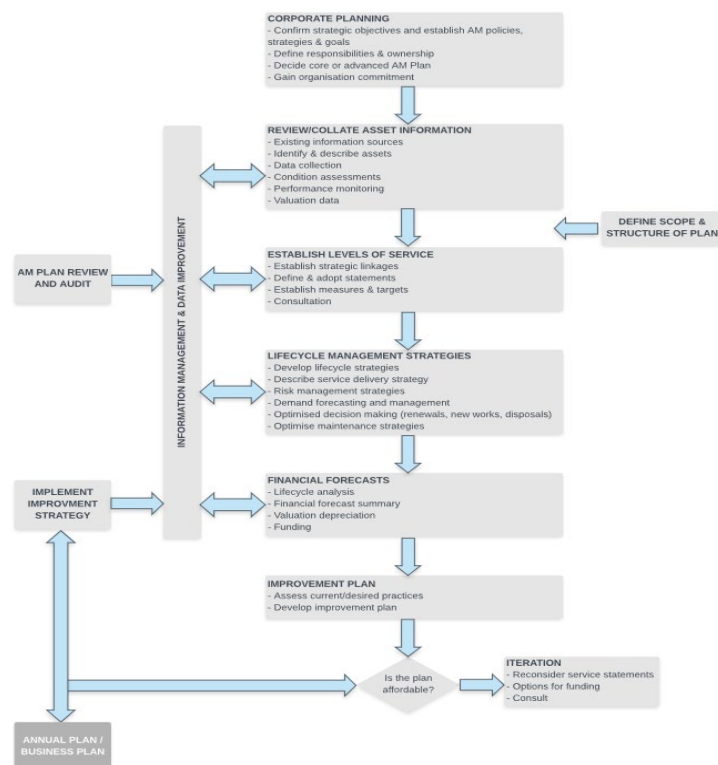 CORPORATE PLANNING
- Confirm strategic objectives and establish AM policies,
strategies & goals
- Define responsibilities & ownership
- Decide core or advanced AM Plan
- Gain organisation commitment
REVIEW/COLLATE ASSET INFORMATION
- Existing information sources
- Identify & describe assets
- Data collection
- Condition assessments
- Performance monitoring
- Valuation data
DEFINE SCOPE &
STRUCTURE OF PLAN
INFORMATION MANAGEMENT & DATA IMPROVEMENT
AM PLAN REVIEW
AND AUDIT
ESTABLISH LEVELS OF SERVICE
- Establish strategic linkages
- Define & adopt statements
- Establish measures & targets
- Consultation
LIFECYCLE MANAGEMENT STRATEGIES
- Develop lifecycle strategies
- Describe service delivery strategy
- Risk management strategies
- Demand forecasting and management
- Optimised decision making (renewals, new works, disposals)
- Optimise maintenance strategies
IMPLEMENT
IMPROVMENT
STRATEGY
FINANCIAL FORECASTS
- Lifecycle analysis
- Financial forecast summary
- Valuation depreciation
- Funding
IMPROVEMENT PLAN
- Assess current/desired practices
- Develop improvement plan
Is the plan
affordable?
ITERATION
- Reconsider service statements
- Options for funding
- Consult
ANNUAL PLAN /
BUSINESS PLAN